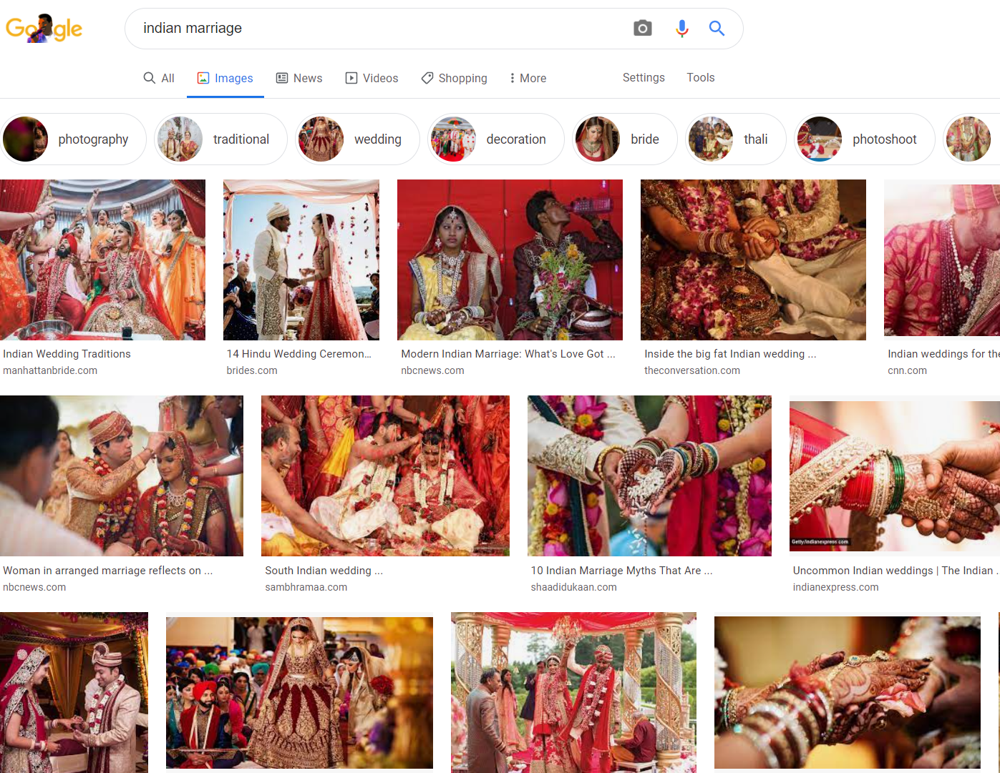 Google
indian marriage
All Images News Videos Shopping More Settings Tools
photography traditional wedding decoration bride thali photoshoot
Indian Wedding Traditions
manhattanbride.com
14 Hindu Wedding Ceremon...
brides.com
Modern Indian Marriage: What's Love Got ...
nbcnews.com
Inside the big fat Indian wedding ...
theconversation.com
Indian weddings for the
cnn.com
Getty/indianexpress.com
Woman in arranged marriage reflects on ...
nbcnews.com
South Indian wedding ...
sambhramaa.com
10 Indian Marriage Myths That Are ...
shaadidukaan.com
Uncommon Indian weddings | The Indian ..
indianexpress.com